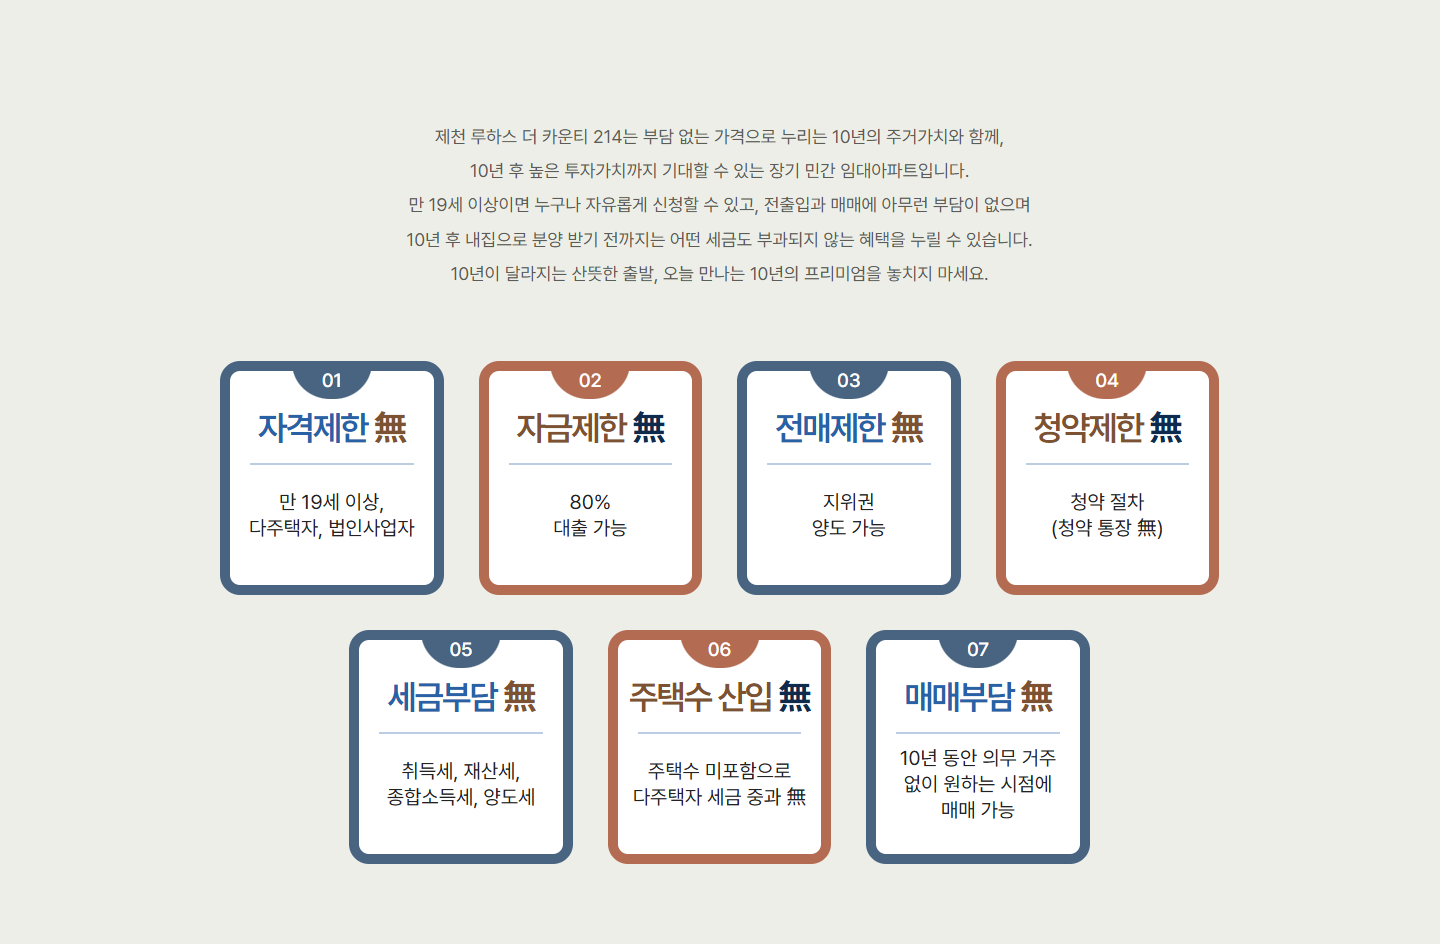 제천 루하스 더 카운티 214는 부담 없는 가격으로 누리는 10년의 주거가치와 함께,
10년 후 높은 투자가치까지 기대할 수 있는 장기 민간 임대아파트입니다.
만 19세 이상이면 누구나 자유롭게 신청할 수 있고, 전출입과 매매에 아무런 부담이 없으며
10년 후 내집으로 분양 받기 전까지는 어떤 세금도 부과되지 않는 혜택을 누릴 수 있습니다.
10년이 달라지는 산뜻한 출발, 오늘 만나는 10년의 프리미엄을 놓치지 마세요.
01
자격제한 無
만 19세 이상,
다주택자, 법인사업자
02
자금제한 無
80%
대출 가능
03
전매제한 無
지위권
양도 가능
04
청약제한 無
청약 절차
(청약 통장 無)
05
세금부담 無
취득세, 재산세,
종합소득세, 양도세
06
주택수 산입 無
주택수 미포함으로
다주택자 세금 중과 無
07
매매부담 無
10년 동안 의무 거주
없이 원하는 시점에
매매 가능